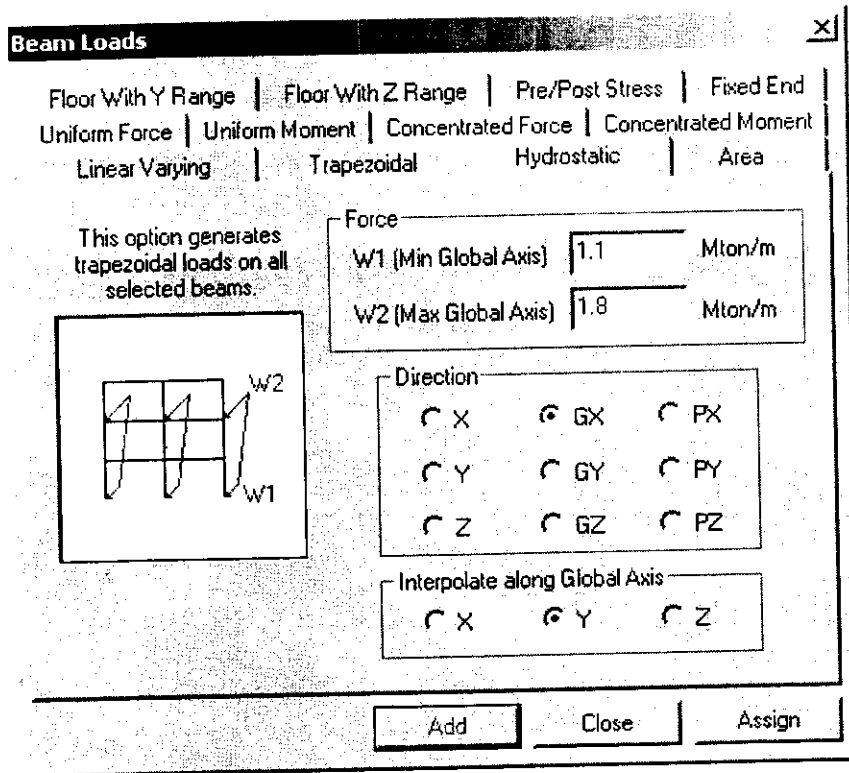 Beam Loads
Floor With Y Range Floor With Z Range Pre/Post Stress Fixed End
Uniform Force Uniform Moment Concentrated Force Concentrated Moment
Linear Varying Trapezoidal Hydrostatic Area
This option generates
trapezoidal loads on all
selected beams.
W2
W1
Force
W1 (Min Global Axis) 1.1 Mton/m
W2 (Max Global Axis) 1.8 Mton/m
Direction
X GX PX
Y GY PY
Z GZ PZ
Interpolate along Global Axis
X Y Z
Add Close Assign